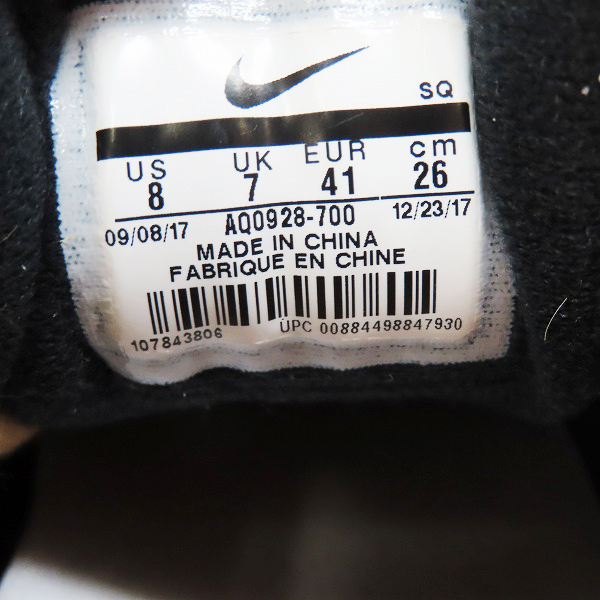 SQ
US UK EUR cm
8 7 41 26
09/08/17 AQ0928-700 12/23/17
MADE IN CHINA
FABRIQUE EN CHINE
107843806 UPC 00884498847930